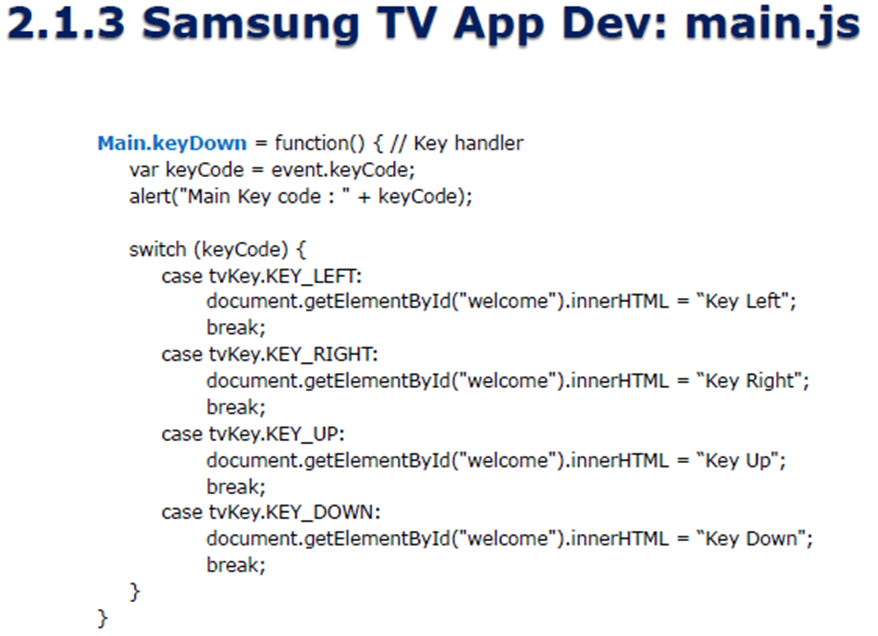 2.1.3 Samsung TV App Dev: main.js
Main.keyDown = function() { // Key handler
var keyCode = event.keyCode;
alert("Main Key code : " + keyCode);
switch (keyCode) {
case tvKey.KEY_LEFT:
document.getElementById("welcome").innerHTML = “Key Left";
break;
case tvKey.KEY_RIGHT:
document.getElementById("welcome").innerHTML = “Key Right";
break;
case tvKey.KEY_UP:
document.getElementById("welcome").innerHTML = “Key Up";
break;
case tvKey.KEY_DOWN:
document.getElementById("welcome").innerHTML = “Key Down";
break;
}
}